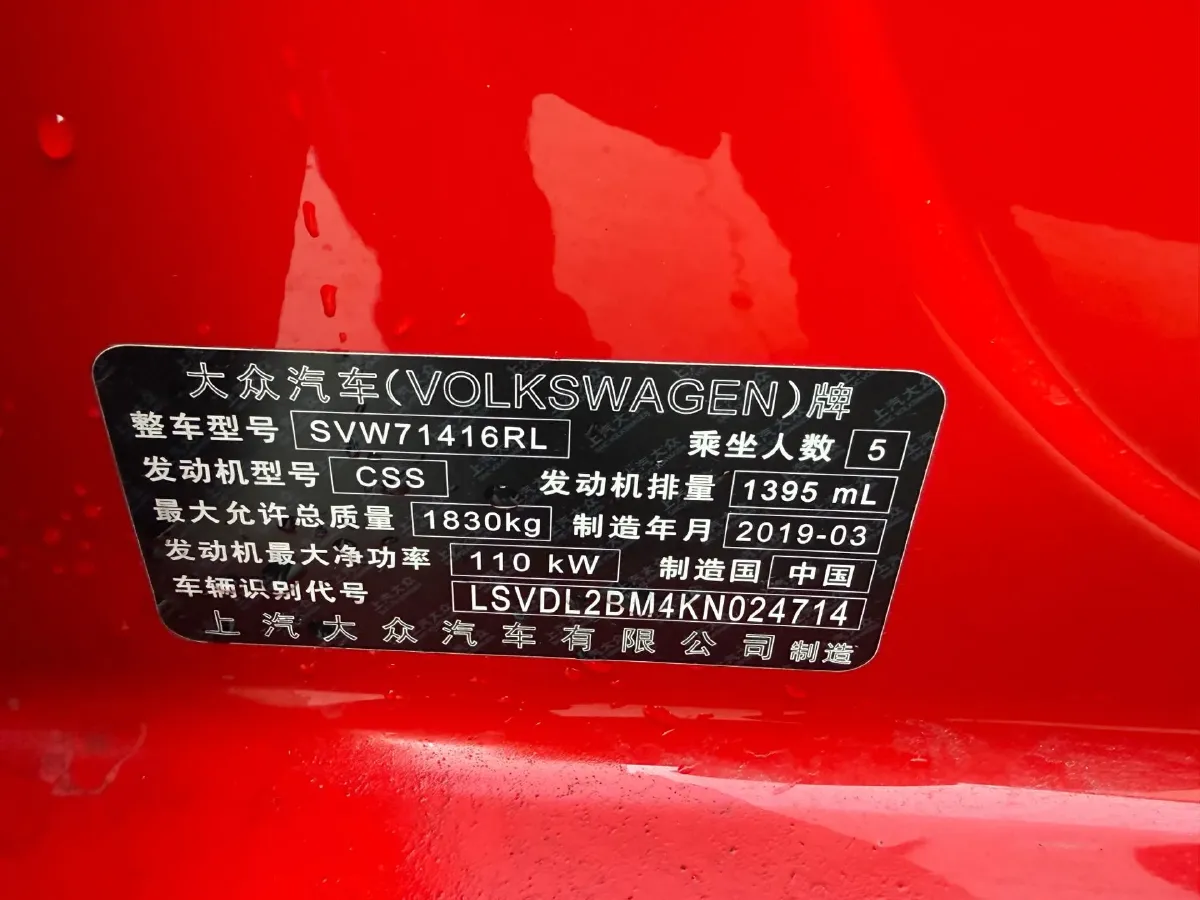 大众汽车(VOLKSWAGEN)牌
整车型号 SVW71416RL 乘坐人数 5
发动机型号 CSS 发动机排量 1395 mL
最大允许总质量 1830kg 制造年月 2019-03
发动机最大净功率 110 kW 制造国 中国
车辆识别代号 LSVDL2BM4KN024714
上汽大众汽车有限公司制造